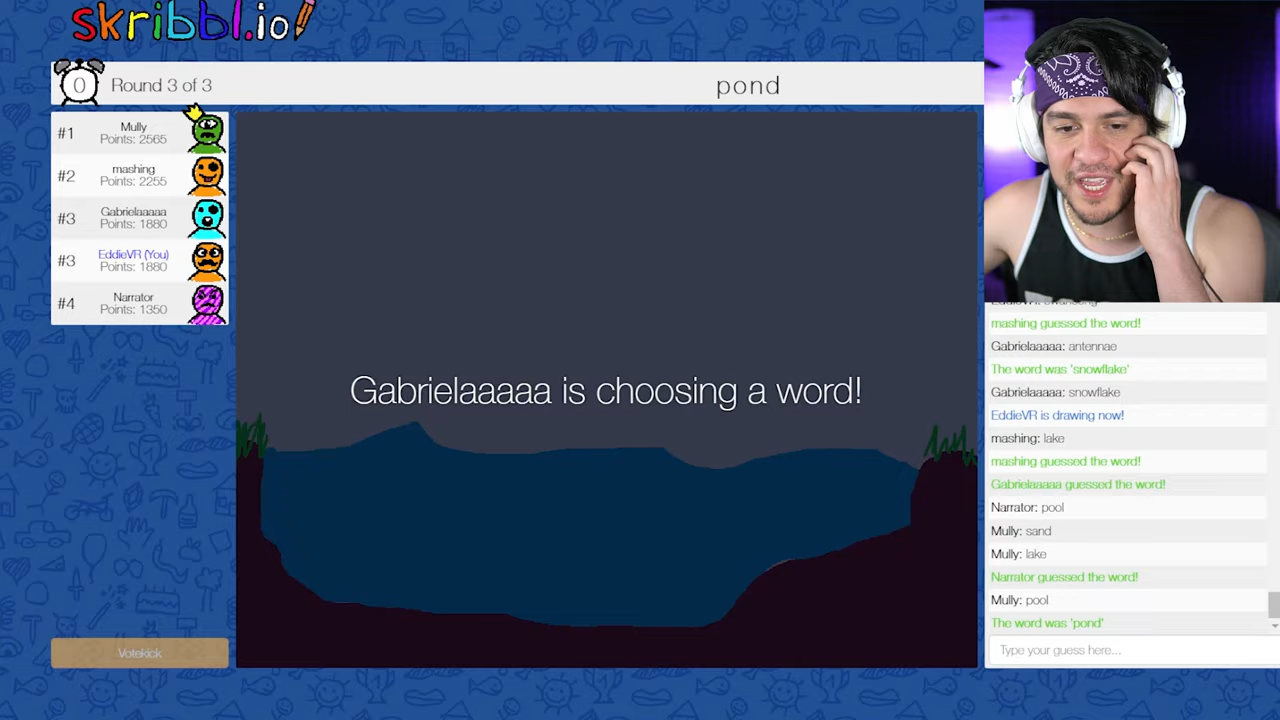 skribbl.io
0
Round 3 of 3
pond
#1
Mully
Points: 2565
#2
mashing
Points: 2255
#3
Gabrielaaaaa
Points: 1880
#3
EddieVR (You)
Points: 1880
#4
Narrator
Points: 1350
Gabrielaaaaa is choosing a word!
Votekick
mashing guessed the word!
Gabrielaaaaa: antennae
The word was 'snowflake'
Gabrielaaaaa: snowflake
EddieVR is drawing now!
mashing: lake
mashing guessed the word!
Gabrielaaaaa guessed the word!
Narrator: pool
Mully: sand
Mully: lake
Narrator guessed the word!
Mully: pool
The word was 'pond'
Type your guess here...